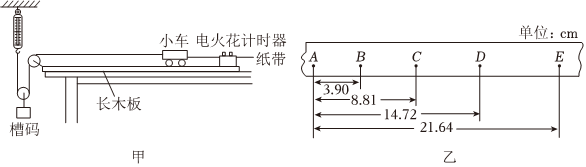 小车 电火花计时器
纸带
长木板
槽码
甲
单位：cm
A B C D E
3.90
8.81
14.72
21.64
乙